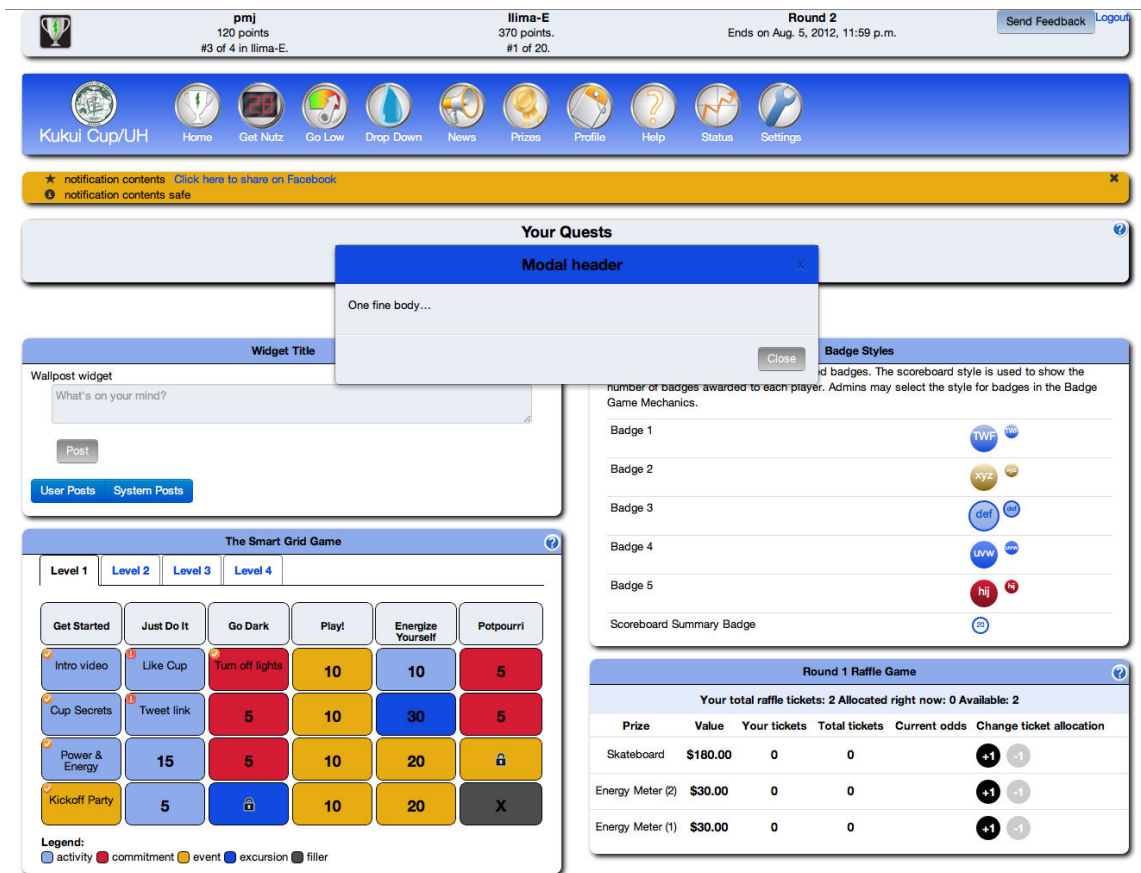 pmj
120 points
#3 of 4 in Ilima-E.
Ilima-E
370 points.
#1 of 20.
Round 2
Ends on Aug. 5, 2012, 11:59 p.m.
Send Feedback
Logout
Kukui Cup/UH
Home
Get Nutz
Go Low
Drop Down
News
Prizes
Profile
Help
Status
Settings
notification contents Click here to share on Facebook
notification contents safe
Your Quests
Modal header
X
One fine body…
Close
Widget Title
Wallpost widget
What's on your mind?
Post
User Posts System Posts
Badge Styles
d badges. The scoreboard style is used to show the
number of badges awarded to each player. Admins may select the style for badges in the Badge
Game Mechanics.
Badge 1 TWF TWF
Badge 2 xyz xyz
Badge 3 def def
Badge 4 uvw uvw
Badge 5 hij hij
Scoreboard Summary Badge 20
The Smart Grid Game
Level 1 Level 2 Level 3 Level 4
Get Started Just Do It Go Dark Play! Energize Yourself Potpourri
Intro video Like Cup Turn off lights 10 10 5
Cup Secrets Tweet link 5 10 30 5
Power & Energy 15 5 10 20
Kickoff Party 5 10 20 X
Legend:
activity commitment event excursion filler
Round 1 Raffle Game
Your total raffle tickets: 2 Allocated right now: 0 Available: 2
Prize Value Your tickets Total tickets Current odds Change ticket allocation
Skateboard $180.00 0 0 +1 -1
Energy Meter (2) $30.00 0 0 +1 -1
Energy Meter (1) $30.00 0 0 +1 -1